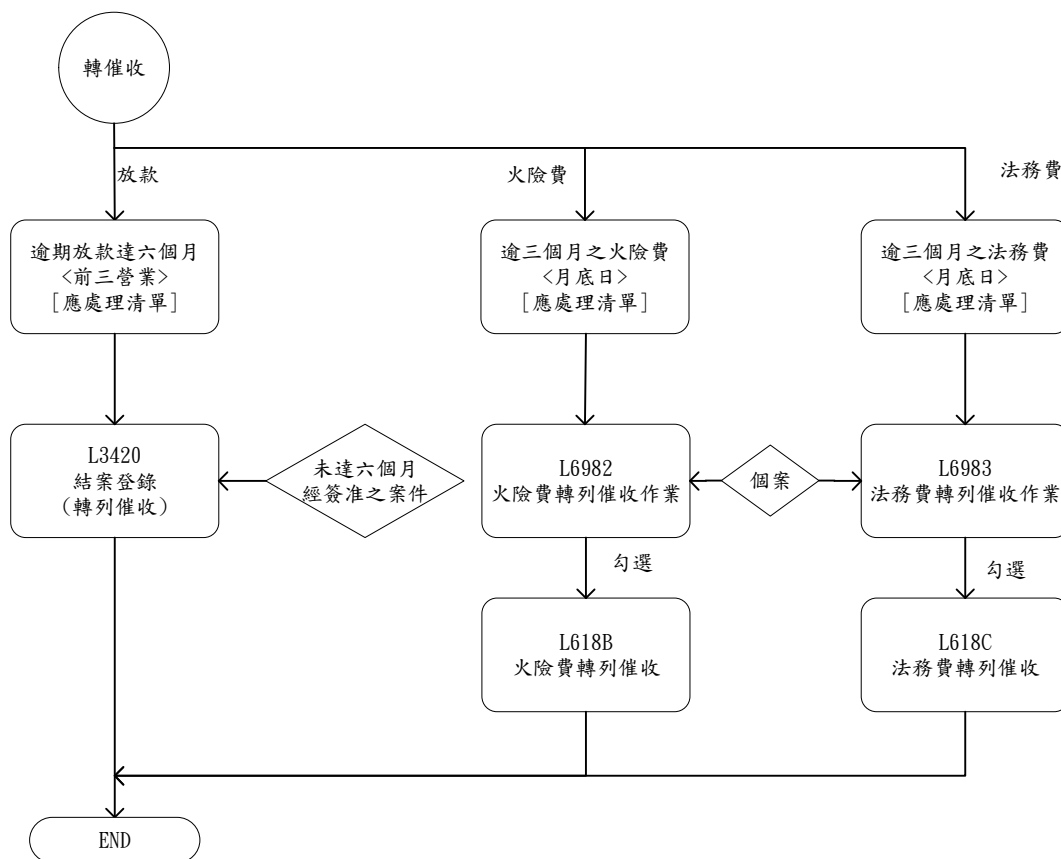 轉催收
放款
火險費
法務費
逾期放款達六個月
<前三營業>
[應處理清單]
逾三個月之火險費
<月底日>
[應處理清單]
逾三個月之法務費
<月底日>
[應處理清單]
L3420
結案登錄
(轉列催收)
未達六個月
經簽准之案件
L6982
火險費轉列催收作業
個案
L6983
法務費轉列催收作業
勾選
勾選
L618B
火險費轉列催收
L618C
法務費轉列催收
END